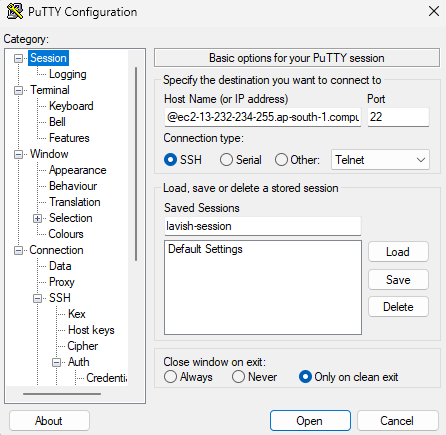 PuTTY Configuration
Category:
Session
Logging
Terminal
Keyboard
Bell
Features
Window
Appearance
Behaviour
Translation
Selection
Colours
Connection
Data
Proxy
SSH
Kex
Host keys
Cipher
Auth
Credentia
Basic options for your PuTTY session
Specify the destination you want to connect to
Host Name (or IP address) Port
@ec2-13-232-234-255.ap-south-1.compu 22
Connection type:
SSH Serial Other: Telnet
Load, save or delete a stored session
Saved Sessions
lavish-session
Default Settings
Load
Save
Delete
Close window on exit:
Always Never Only on clean exit
About Open Cancel